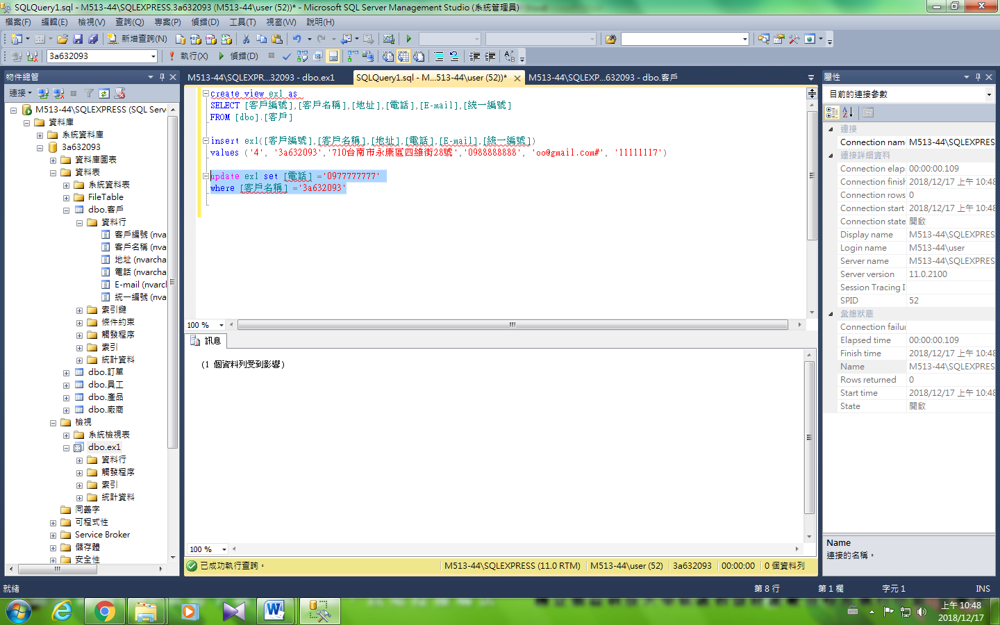 SQLQuery1.sql - M513-44\SQLEXPRESS.3a632093 (M513-44\user (52))* - Microsoft SQL Server Management Studio (系統管理員)
檔案(F) 編輯(E) 檢視(V) 查詢(Q) 專案(P) 偵錯(D) 工具(T) 視窗(W) 說明(H)
新增查詢(N)
3a632093 執行(X) 偵錯(D)
物件總管
連接
M513-44\SQLEXPRESS (SQL Serv
資料庫
系統資料庫
3a632093
資料庫圖表
資料表
系統資料表
FileTable
dbo.客戶
資料行
客戶編號 (nva
客戶名稱 (nva
地址 (nvarcha
電話 (nvarcha
E-mail (nvarcl
統一編號 (nva
索引鍵
條件約束
觸發程序
索引
統計資料
dbo.訂單
dbo.員工
dbo.產品
dbo.廠商
檢視
系統檢視表
dbo.ex1
資料行
觸發程序
索引
統計資料
同義字
可程式性
Service Broker
儲存體
安全性
M513-44\SQLEXPR...32093 - dbo.ex1 SQLQuery1.sql - M...513-44\user (52))* M513-44\SQLEXP...632093 - dbo.客戶
create view ex1 as
SELECT [客戶編號],[客戶名稱],[地址],[電話],[E-mail],[統一編號]
FROM [dbo].[客戶]
insert ex1([客戶編號],[客戶名稱],[地址],[電話],[E-mail],[統一編號])
values ('4', '3a632093','710台南市永康區四維街28號','0988888888', 'oo@gmail.com#', '11111117')
update ex1 set [電話] ='0977777777'
where [客戶名稱] ='3a632093'
100 %
訊息
(1 個資料列受到影響)
100 %
已成功執行查詢。 M513-44\SQLEXPRESS (11.0 RTM) M513-44\user (52) 3a632093 00:00:00 0 個資料列
屬性
目前的連接參數
連接
Connection nam M513-44\SQLEXPRES
連接詳細資料
Connection elap 00:00:00.109
Connection finish 2018/12/17 上午 10:48
Connection rows 0
Connection start 2018/12/17 上午 10:48
Connection state 開啟
Display name M513-44\SQLEXPRES
Login name M513-44\user
Server name M513-44\SQLEXPRES
Server version 11.0.2100
Session Tracing I
SPID 52
彙總狀態
Connection failur
Elapsed time 00:00:00.109
Finish time 2018/12/17 上午 10:48
Name M513-44\SQLEXPRES
Rows returned 0
Start time 2018/12/17 上午 10:48
State 開啟
Name
連接的名稱。
就緒 第 8 行 第 1 欄 字元 1 INS
上午 10:48
2018/12/17